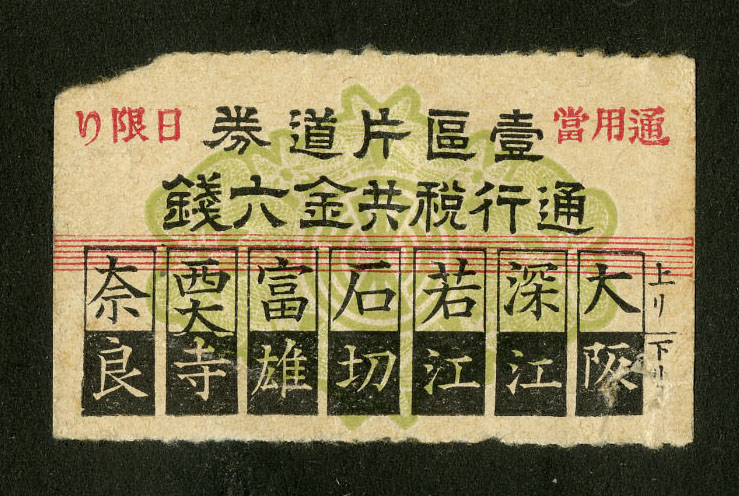 通用當日限り
壹區片道券
通行税共金六錢
上り 下り
大阪
深江
若江
石切
富雄
西大寺
奈良